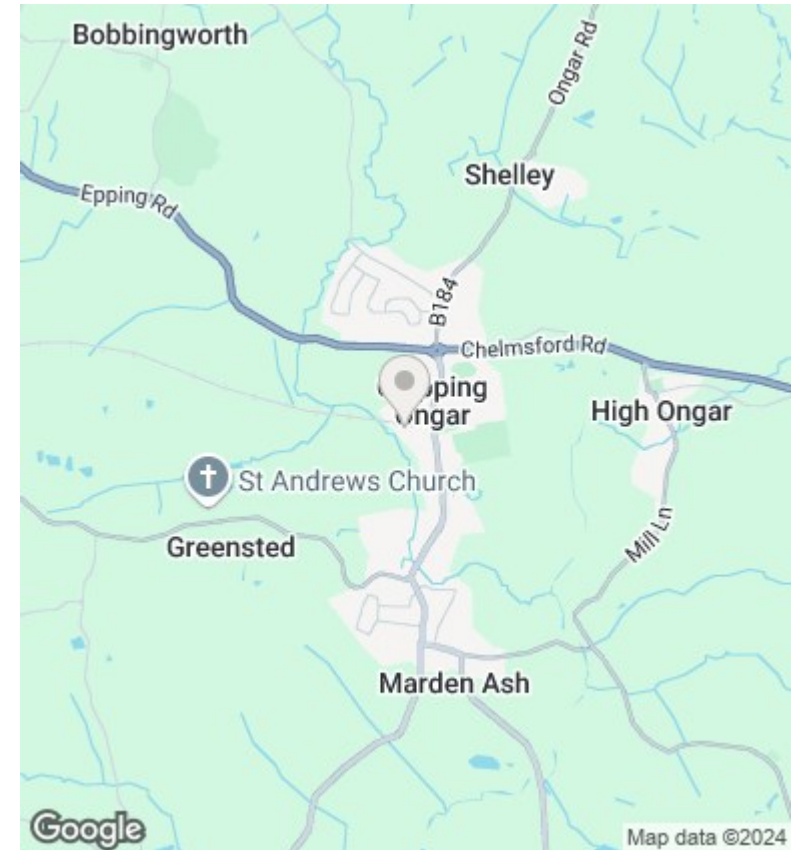 Bobbingworth
Ongar Rd
Shelley
Epping Rd
B184
Chelmsford Rd
Ongar
High Ongar
St Andrews Church
Greensted
Mill Ln
Marden Ash
Google
Map data ©2024